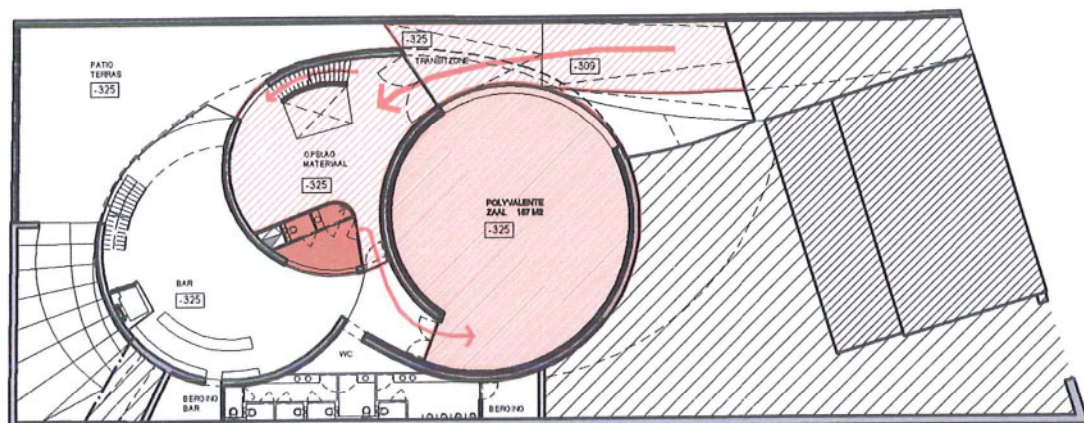 -325
TRANSITZONE
-309
PATIO
TERRAS
-325
OPSLAG
MATERIAAL
-325
POLYVALENTE
ZAAL 187 M2
-325
BAR
-325
WC
BERGING
BAR
BERGING